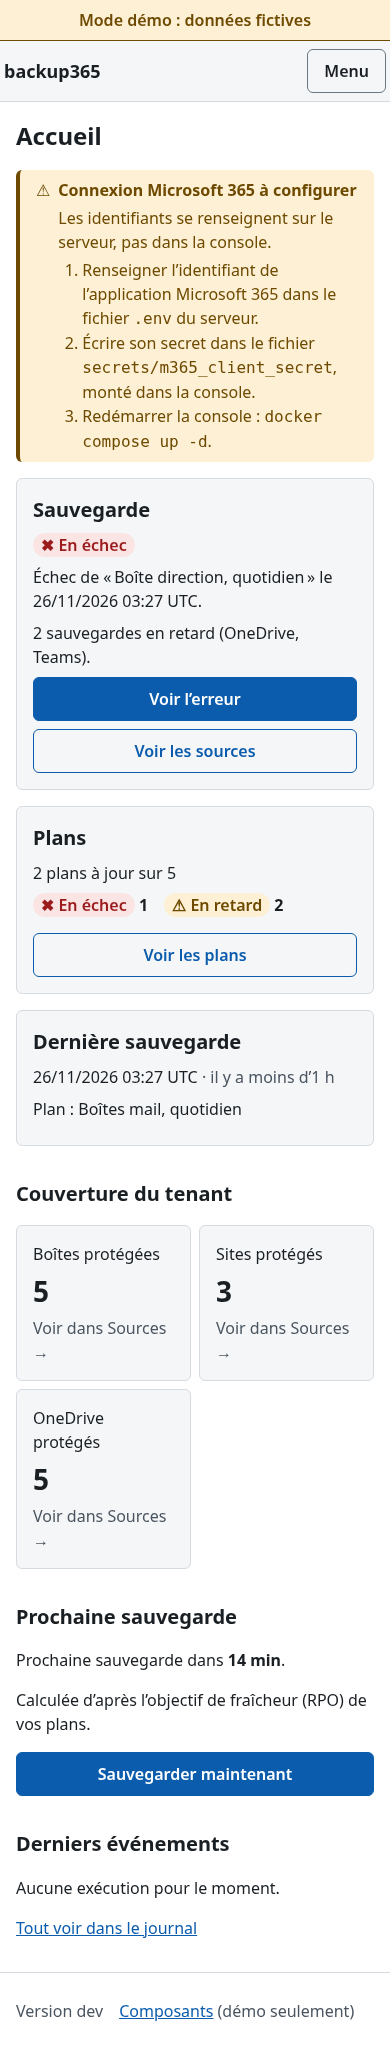 Mode démo : données fictives
backup365
Menu
Accueil
⚠ Connexion Microsoft 365 à configurer
Les identifiants se renseignent sur le
serveur, pas dans la console.
1. Renseigner l’identifiant de
l’application Microsoft 365 dans le
fichier .env du serveur.
2. Écrire son secret dans le fichier
secrets/m365_client_secret,
monté dans la console.
3. Redémarrer la console : docker
compose up -d.
Sauvegarde
✖ En échec
Échec de « Boîte direction, quotidien » le
26/11/2026 03:27 UTC.
2 sauvegardes en retard (OneDrive,
Teams).
Voir l’erreur
Voir les sources
Plans
2 plans à jour sur 5
✖ En échec 1 ⚠ En retard 2
Voir les plans
Dernière sauvegarde
26/11/2026 03:27 UTC · il y a moins d’1 h
Plan : Boîtes mail, quotidien
Couverture du tenant
Boîtes protégées
5
Voir dans Sources
→
Sites protégés
3
Voir dans Sources
→
OneDrive
protégés
5
Voir dans Sources
→
Prochaine sauvegarde
Prochaine sauvegarde dans 14 min.
Calculée d’après l’objectif de fraîcheur (RPO) de
vos plans.
Sauvegarder maintenant
Derniers événements
Aucune exécution pour le moment.
Tout voir dans le journal
Version dev Composants (démo seulement)